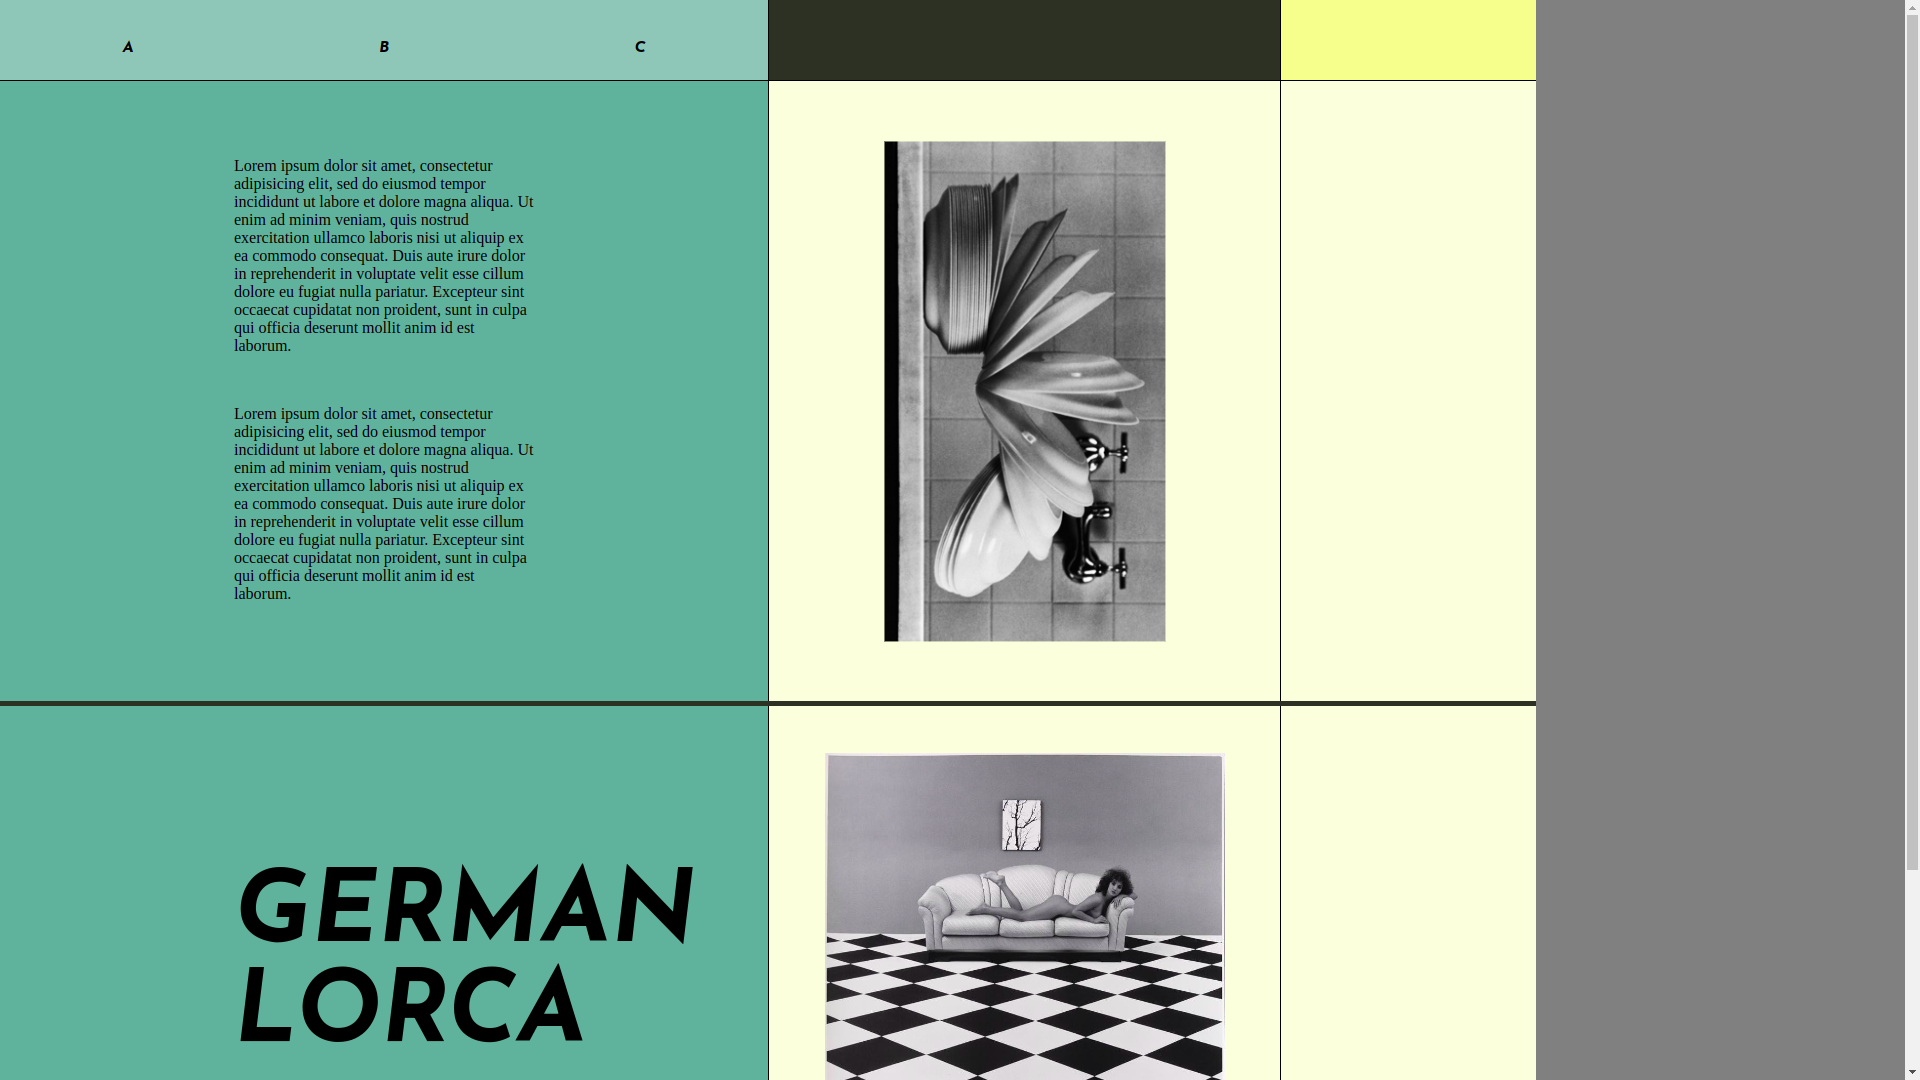 A B C
Lorem ipsum dolor sit amet, consectetur
adipisicing elit, sed do eiusmod tempor
incididunt ut labore et dolore magna aliqua. Ut
enim ad minim veniam, quis nostrud
exercitation ullamco laboris nisi ut aliquip ex
ea commodo consequat. Duis aute irure dolor
in reprehenderit in voluptate velit esse cillum
dolore eu fugiat nulla pariatur. Excepteur sint
occaecat cupidatat non proident, sunt in culpa
qui officia deserunt mollit anim id est
laborum.
Lorem ipsum dolor sit amet, consectetur
adipisicing elit, sed do eiusmod tempor
incididunt ut labore et dolore magna aliqua. Ut
enim ad minim veniam, quis nostrud
exercitation ullamco laboris nisi ut aliquip ex
ea commodo consequat. Duis aute irure dolor
in reprehenderit in voluptate velit esse cillum
dolore eu fugiat nulla pariatur. Excepteur sint
occaecat cupidatat non proident, sunt in culpa
qui officia deserunt mollit anim id est
laborum.
GERMAN
LORCA